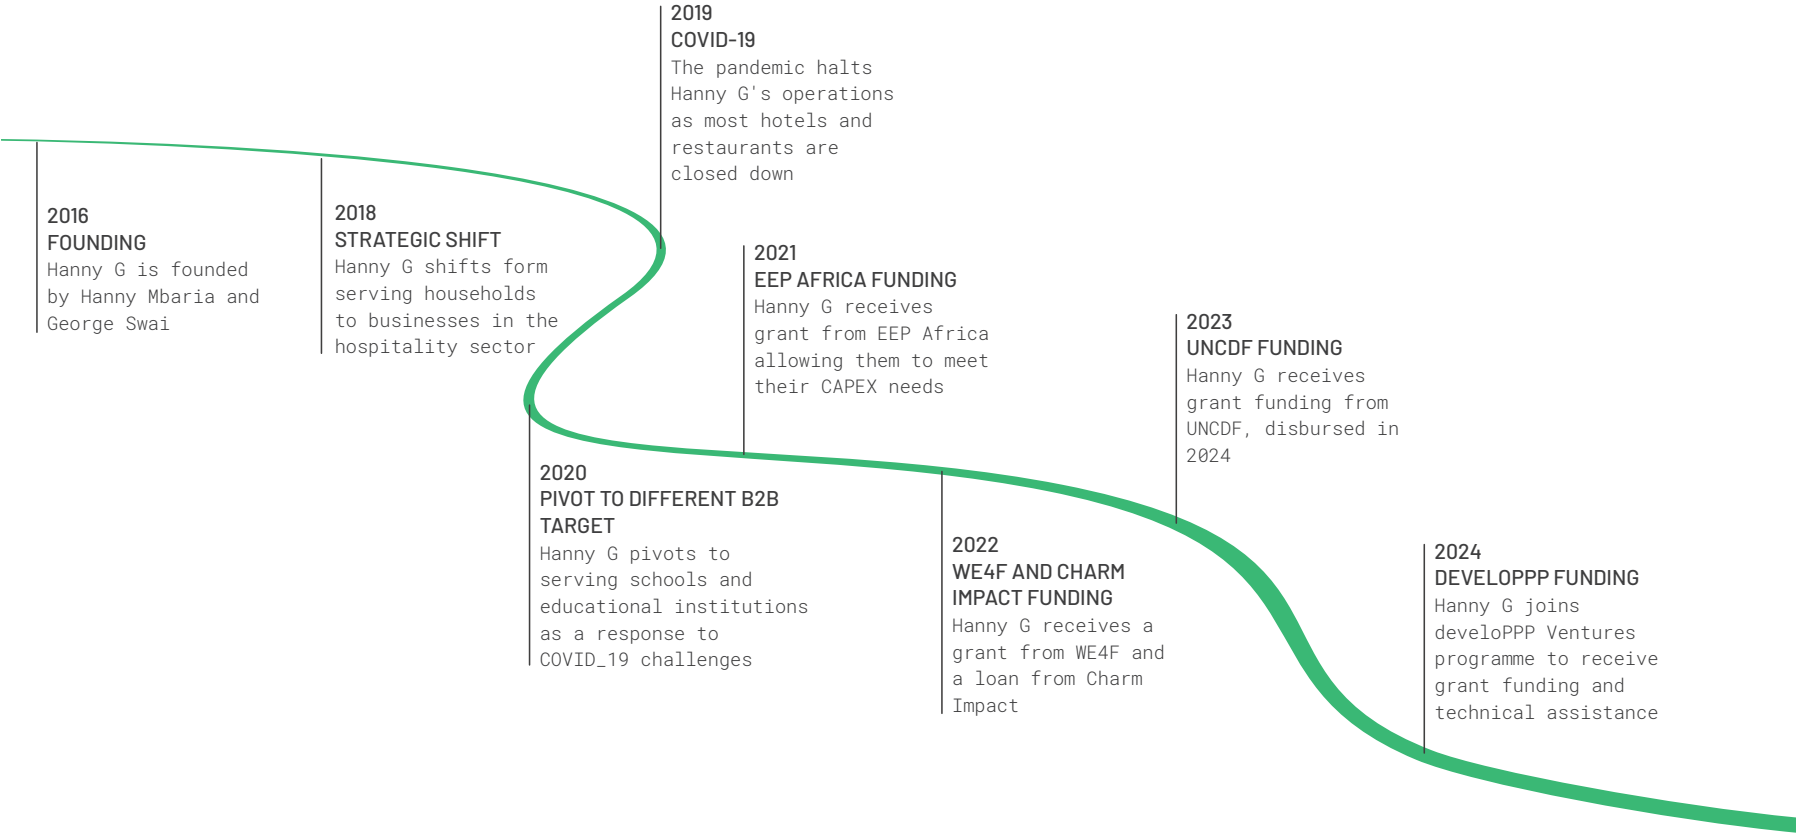 2016
FOUNDING
Hanny G is founded
by Hanny Mbaria and
George Swai
2018
STRATEGIC SHIFT
Hanny G shifts form
serving households
to businesses in the
hospitality sector
2019
COVID-19
The pandemic halts
Hanny G's operations
as most hotels and
restaurants are
closed down
2020
PIVOT TO DIFFERENT B2B
TARGET
Hanny G pivots to
serving schools and
educational institutions
as a response to
COVID_19 challenges
2021
EEP AFRICA FUNDING
Hanny G receives
grant from EEP Africa
allowing them to meet
their CAPEX needs
2022
WE4F AND CHARM
IMPACT FUNDING
Hanny G receives a
grant from WE4F and
a loan from Charm
Impact
2023
UNCDF FUNDING
Hanny G receives
grant funding from
UNCDF, disbursed in
2024
2024
DEVELOPPP FUNDING
Hanny G joins
develoPPP Ventures
programme to receive
grant funding and
technical assistance